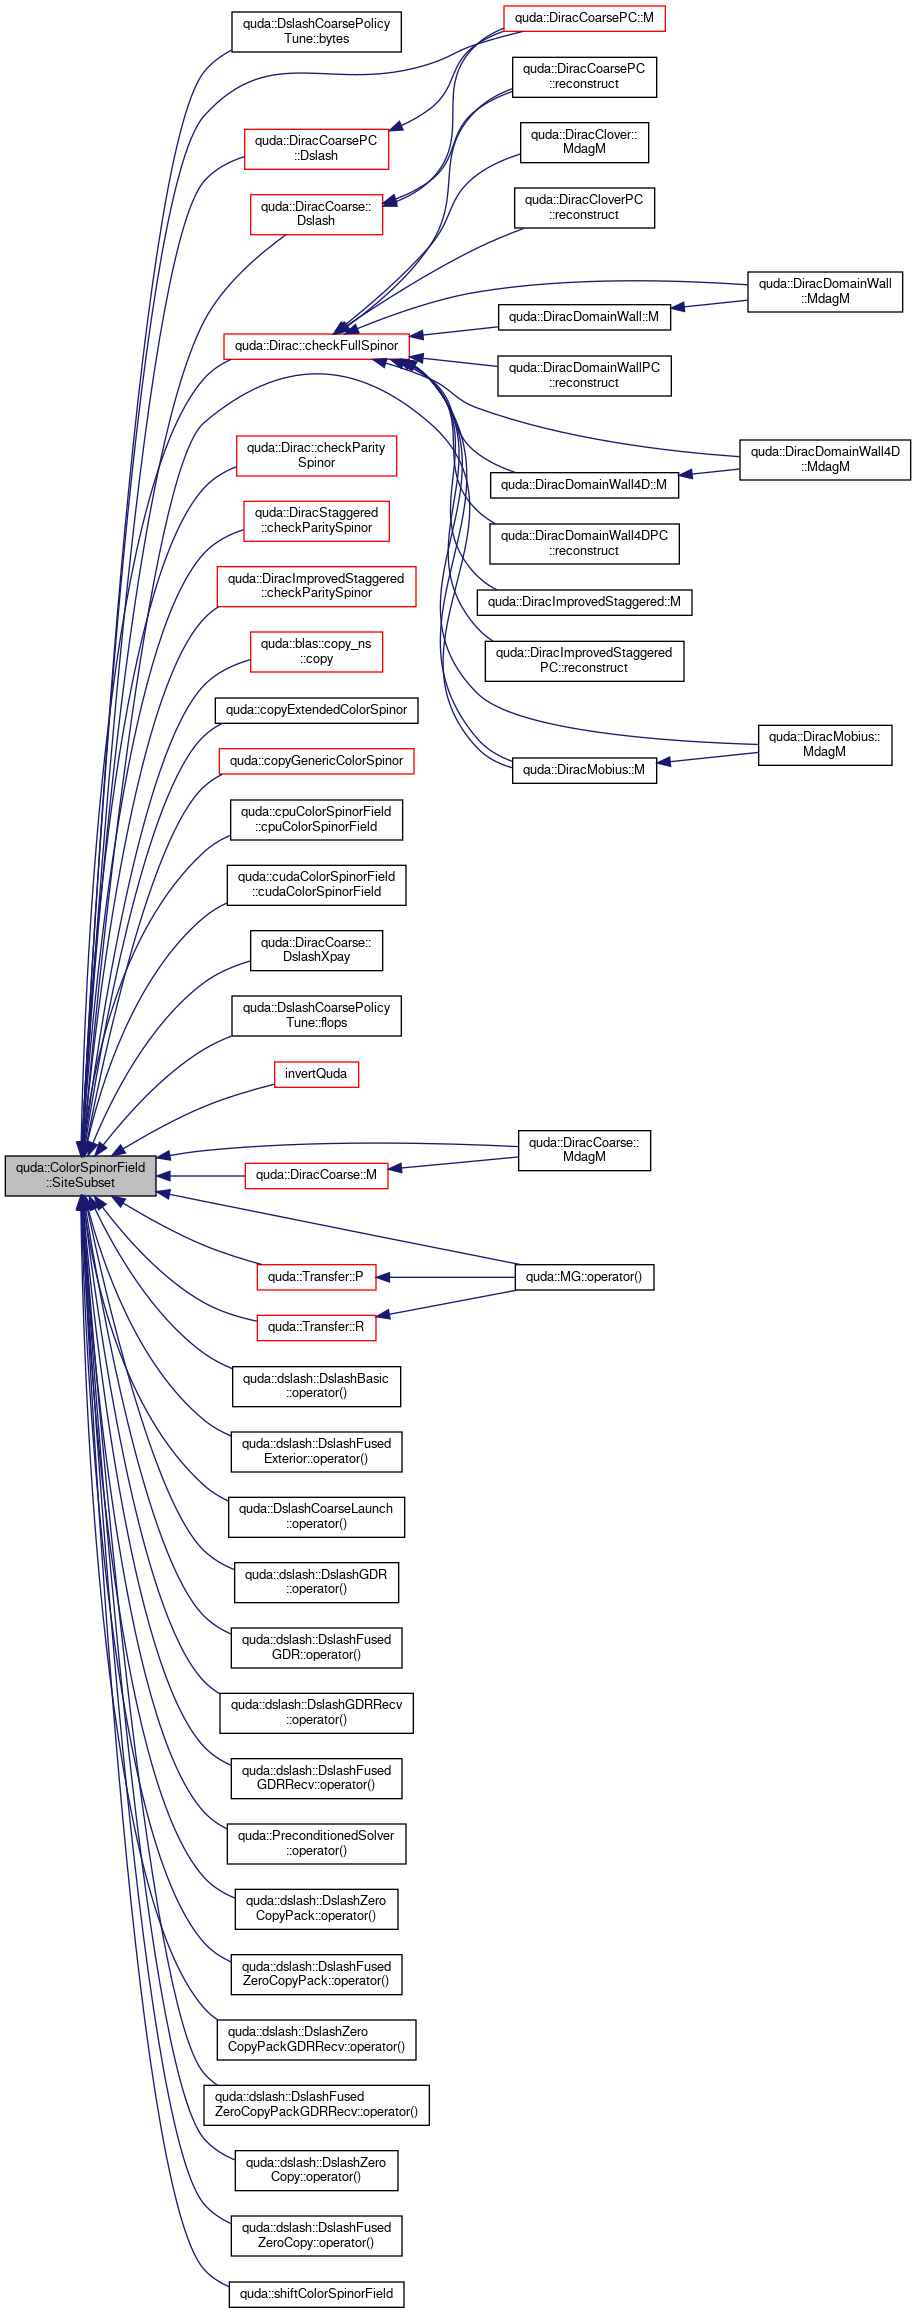 quda::DslashCoarsePolicy
Tune::bytes
quda::DiracCoarsePC::M
quda::DiracCoarsePC
::reconstruct
quda::DiracCoarsePC
::Dslash
quda::DiracClover::
MdagM
quda::DiracCoarse::
Dslash
quda::DiracCloverPC
::reconstruct
quda::DiracDomainWall
::MdagM
quda::DiracDomainWall::M
quda::Dirac::checkFullSpinor
quda::DiracDomainWallPC
::reconstruct
quda::Dirac::checkParity
Spinor
quda::DiracDomainWall4D
::MdagM
quda::DiracDomainWall4D::M
quda::DiracStaggered
::checkParitySpinor
quda::DiracDomainWall4DPC
::reconstruct
quda::DiracImprovedStaggered
::checkParitySpinor
quda::DiracImprovedStaggered::M
quda::blas::copy_ns
::copy
quda::DiracImprovedStaggered
PC::reconstruct
quda::copyExtendedColorSpinor
quda::DiracMobius::
MdagM
quda::copyGenericColorSpinor
quda::DiracMobius::M
quda::cpuColorSpinorField
::cpuColorSpinorField
quda::cudaColorSpinorField
::cudaColorSpinorField
quda::DiracCoarse::
DslashXpay
quda::DslashCoarsePolicy
Tune::flops
invertQuda
quda::DiracCoarse::
MdagM
quda::ColorSpinorField
::SiteSubset
quda::DiracCoarse::M
quda::Transfer::P
quda::MG::operator()
quda::Transfer::R
quda::dslash::DslashBasic
::operator()
quda::dslash::DslashFused
Exterior::operator()
quda::DslashCoarseLaunch
::operator()
quda::dslash::DslashGDR
::operator()
quda::dslash::DslashFused
GDR::operator()
quda::dslash::DslashGDRRecv
::operator()
quda::dslash::DslashFused
GDRRecv::operator()
quda::PreconditionedSolver
::operator()
quda::dslash::DslashZero
CopyPack::operator()
quda::dslash::DslashFused
ZeroCopyPack::operator()
quda::dslash::DslashZero
CopyPackGDRRecv::operator()
quda::dslash::DslashFused
ZeroCopyPackGDRRecv::operator()
quda::dslash::DslashZero
Copy::operator()
quda::dslash::DslashFused
ZeroCopy::operator()
quda::shiftColorSpinorField